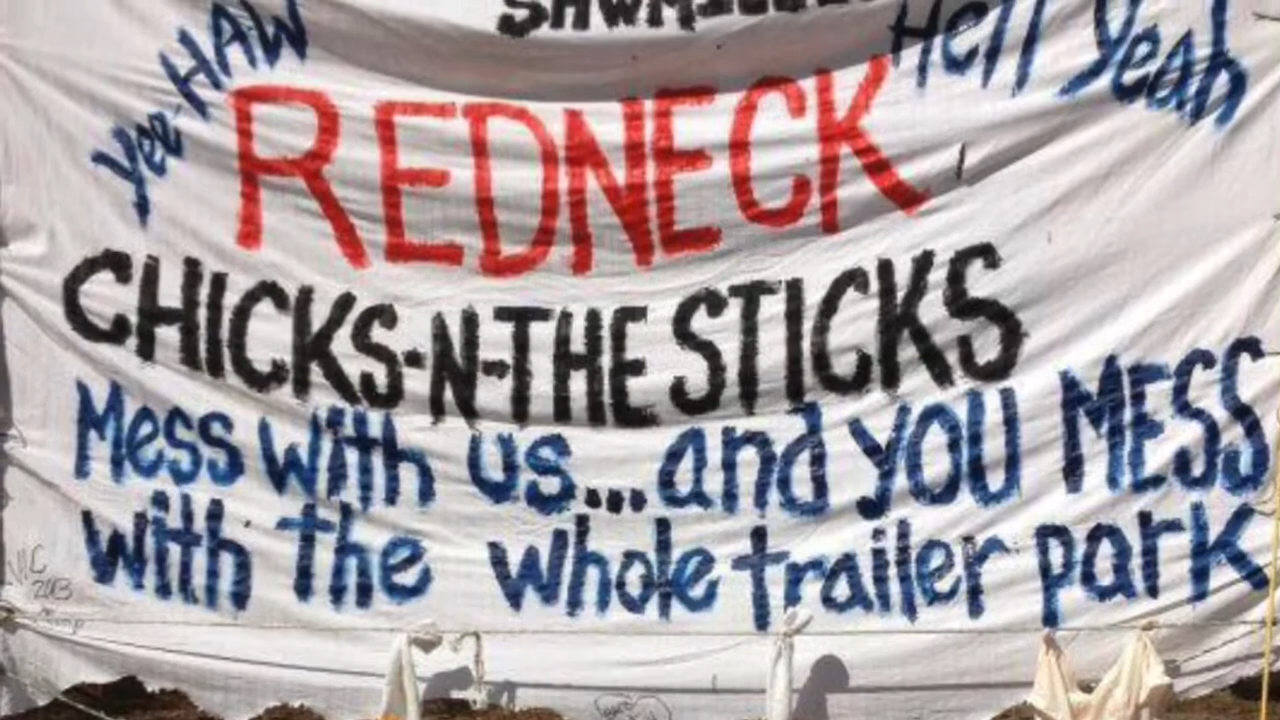 Yee-HAW
Hell Yeah
REDNECK
CHICKS-N-THE STICKS
Mess with us...and you MESS
with the whole trailer park
2013